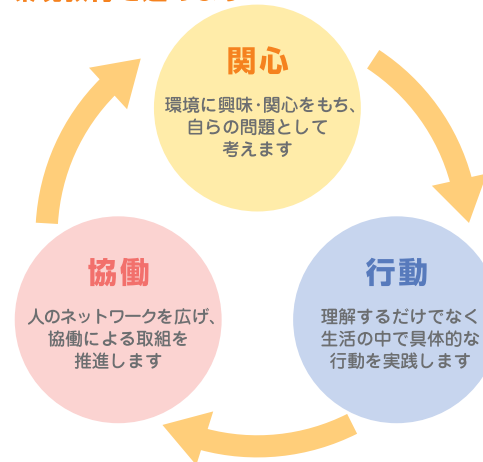 関心
環境に興味・関心をもち、
自らの問題として
考えます
協働
人のネットワークを広げ、
協働による取組を
推進します
行動
理解するだけでなく
生活の中で具体的な
行動を実践します